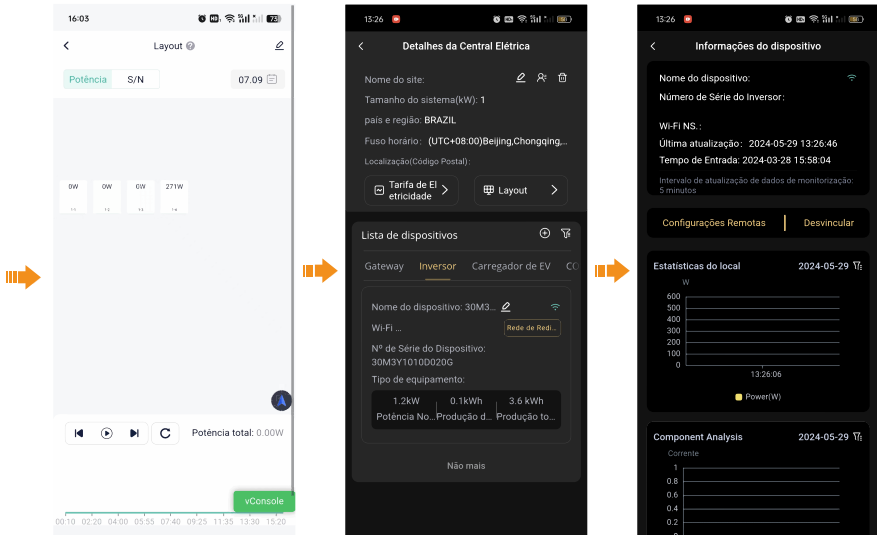 16:03
73
Layout
Potência
S/N
07.09
0W
0W
0W
271W
1-1
1-2
1-3
1-4
Potência total: 0.00W
vConsole
00:10 02:20 04:00 05:55 07:40 09:25 11:35 13:30 15:20
13:26
Detalhes da Central Elétrica
Nome do site:
Tamanho do sistema(kW): 1
país e região: BRAZIL
Fuso horário: (UTC+08:00)Beijing,Chongqing,...
Localização(Código Postal):
Tarifa de El
etricidade
Layout
Lista de dispositivos
Gateway
Inversor
Carregador de EV
Nome do dispositivo: 30M3...
Wi-Fi ...
Rede de Redi...
Nº de Série do Dispositivo:
30M3Y1010D020G
Tipo de equipamento:
1.2kW
0.1kWh
3.6 kWh
Potência No...
Produção d...
Produção to...
Não mais
13:26
Informações do dispositivo
Nome do dispositivo:
Número de Série do Inversor:
Wi-Fi NS.:
Última atualização: 2024-05-29 13:26:46
Tempo de Entrada: 2024-03-28 15:58:04
Intervalo de atualização de dados de monitorização:
5 minutos
Configurações Remotas
Desvincular
Estatísticas do local
2024-05-29
W
600
500
400
300
200
100
0
13:26:06
Power(W)
Component Analysis
2024-05-29
Corrente
1
0.8
0.6
0.4
0.2